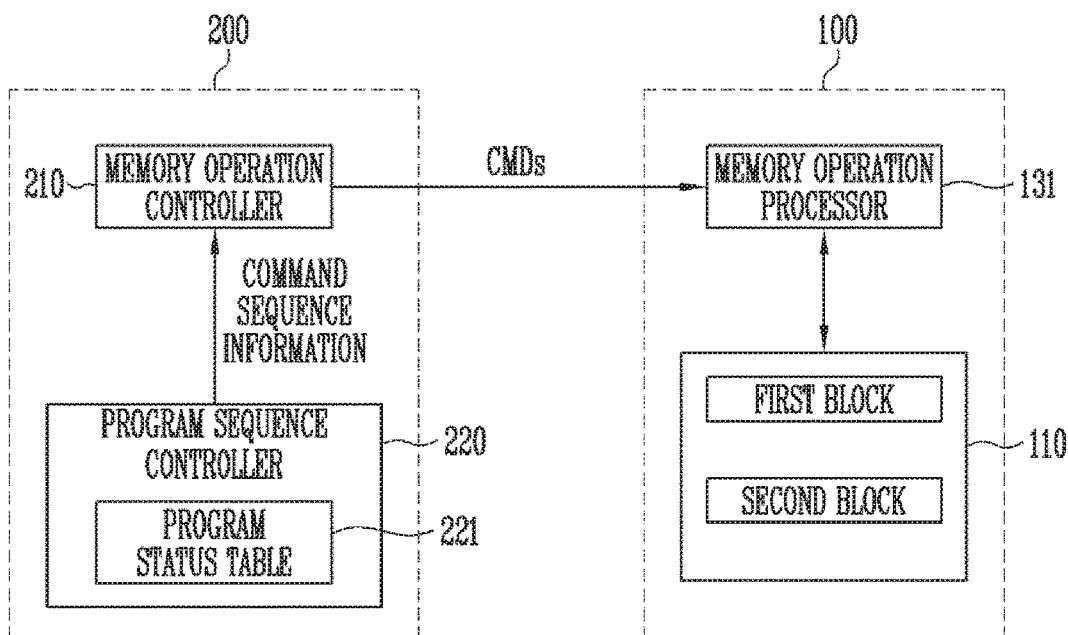 200
100
MEMORY OPERATION
CONTROLLER
210
CMDs
MEMORY OPERATION
PROCESSOR
131
COMMAND
SEQUENCE
INFORMATION
PROGRAM SEQUENCE
CONTROLLER
220
PROGRAM
STATUS TABLE
221
FIRST BLOCK
SECOND BLOCK
110